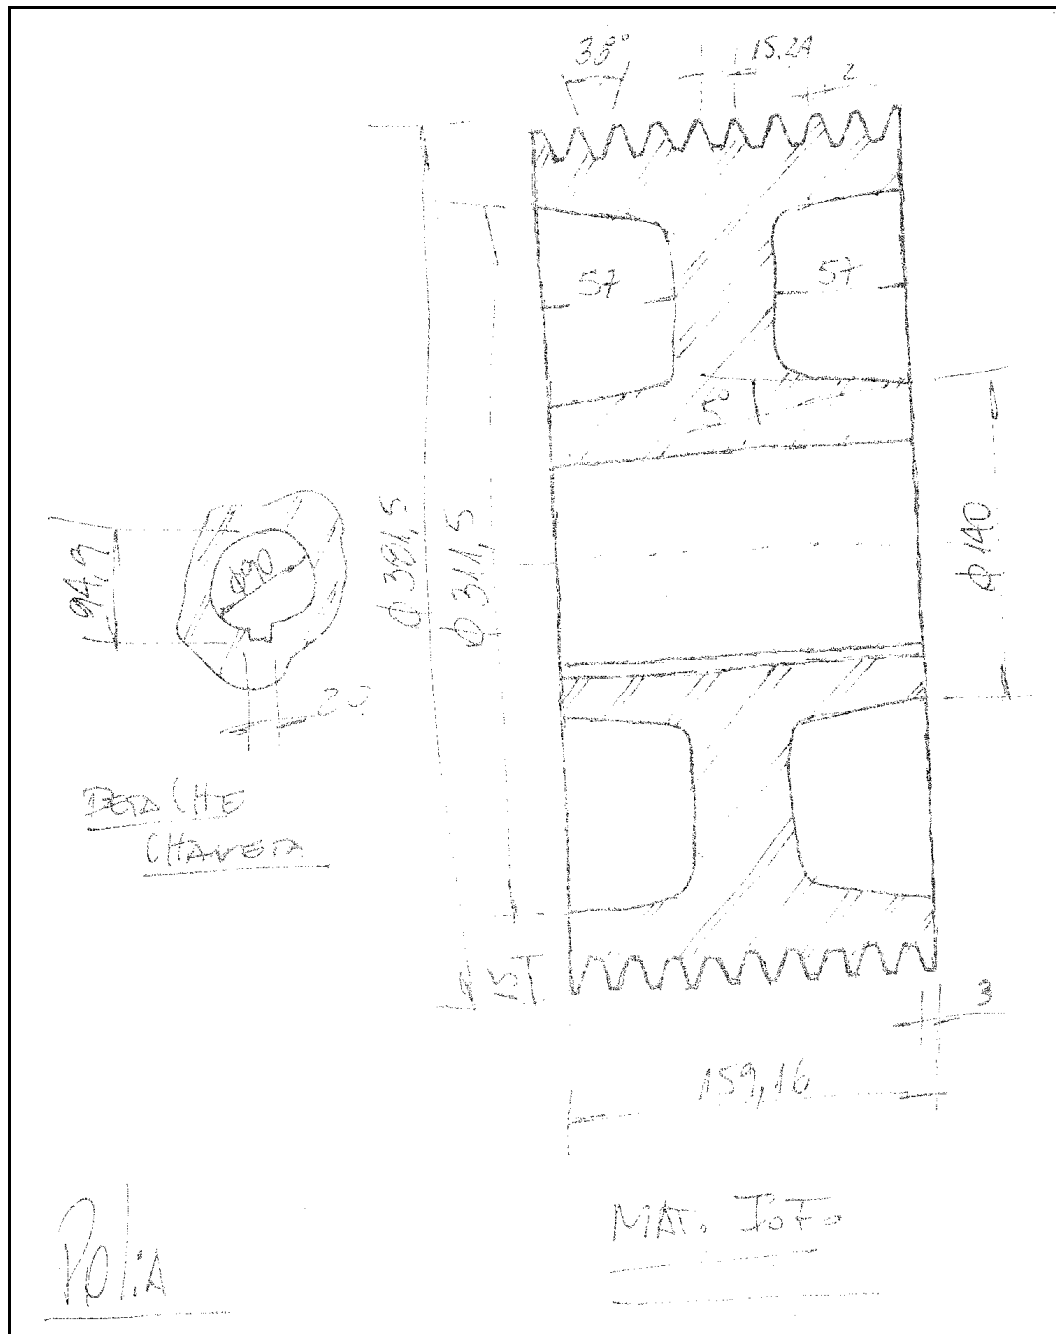 38°
15.24
2
57
57
5°
φ 381,5
φ 311,5
φ 140
94,9
φ90
20
DETALHE
CHAVETA
3
159,16
MAT. FoFo
Polia